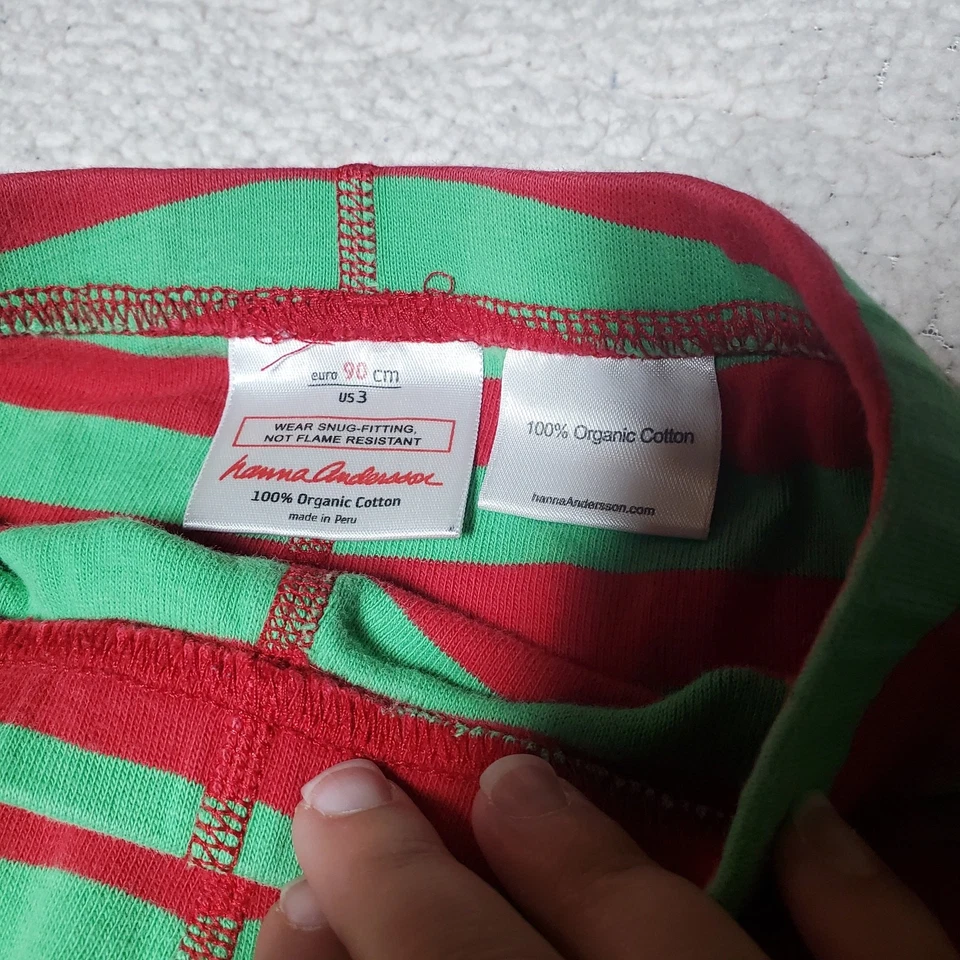 euro 90 cm
US 3
WEAR SNUG-FITTING,
NOT FLAME RESISTANT
hanna Andersson
100% Organic Cotton
made in Peru
100% Organic Cotton
hannaAndersson.com